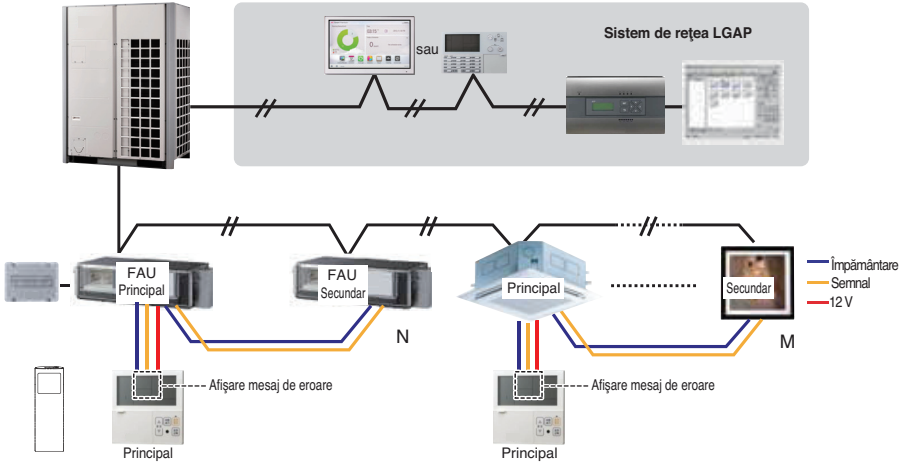 Sistem de rețea LGAP
sau
FAU
Principal
FAU
Secundar
Principal
Secundar
Împământare
Semnal
12 V
N
M
Afișare mesaj de eroare
Afișare mesaj de eroare
Principal
Principal